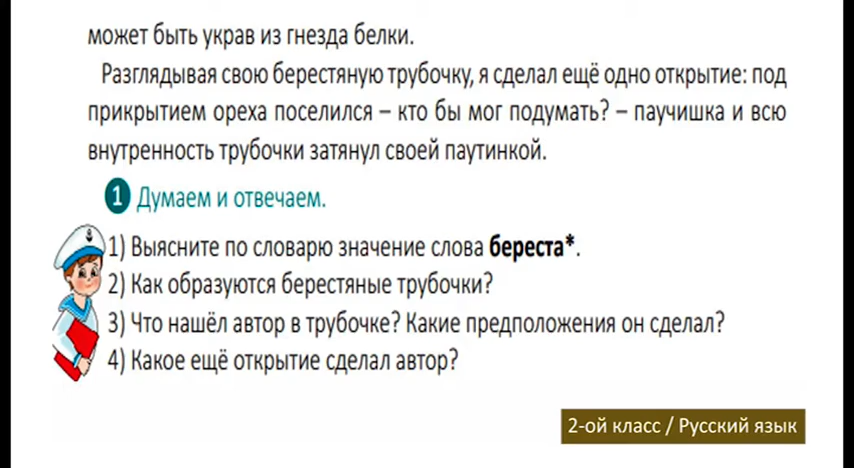 может быть украв из гнезда белки.
Разглядывая свою берестяную трубочку, я сделал ещё одно открытие: под
прикрытием ореха поселился – кто бы мог подумать? – паучишка и всю
внутренность трубочки затянул своей паутинкой.
1 Думаем и отвечаем.
1) Выясните по словарю значение слова береста*.
2) Как образуются берестяные трубочки?
3) Что нашёл автор в трубочке? Какие предположения он сделал?
4) Какое ещё открытие сделал автор?
2-ой класс / Русский язык